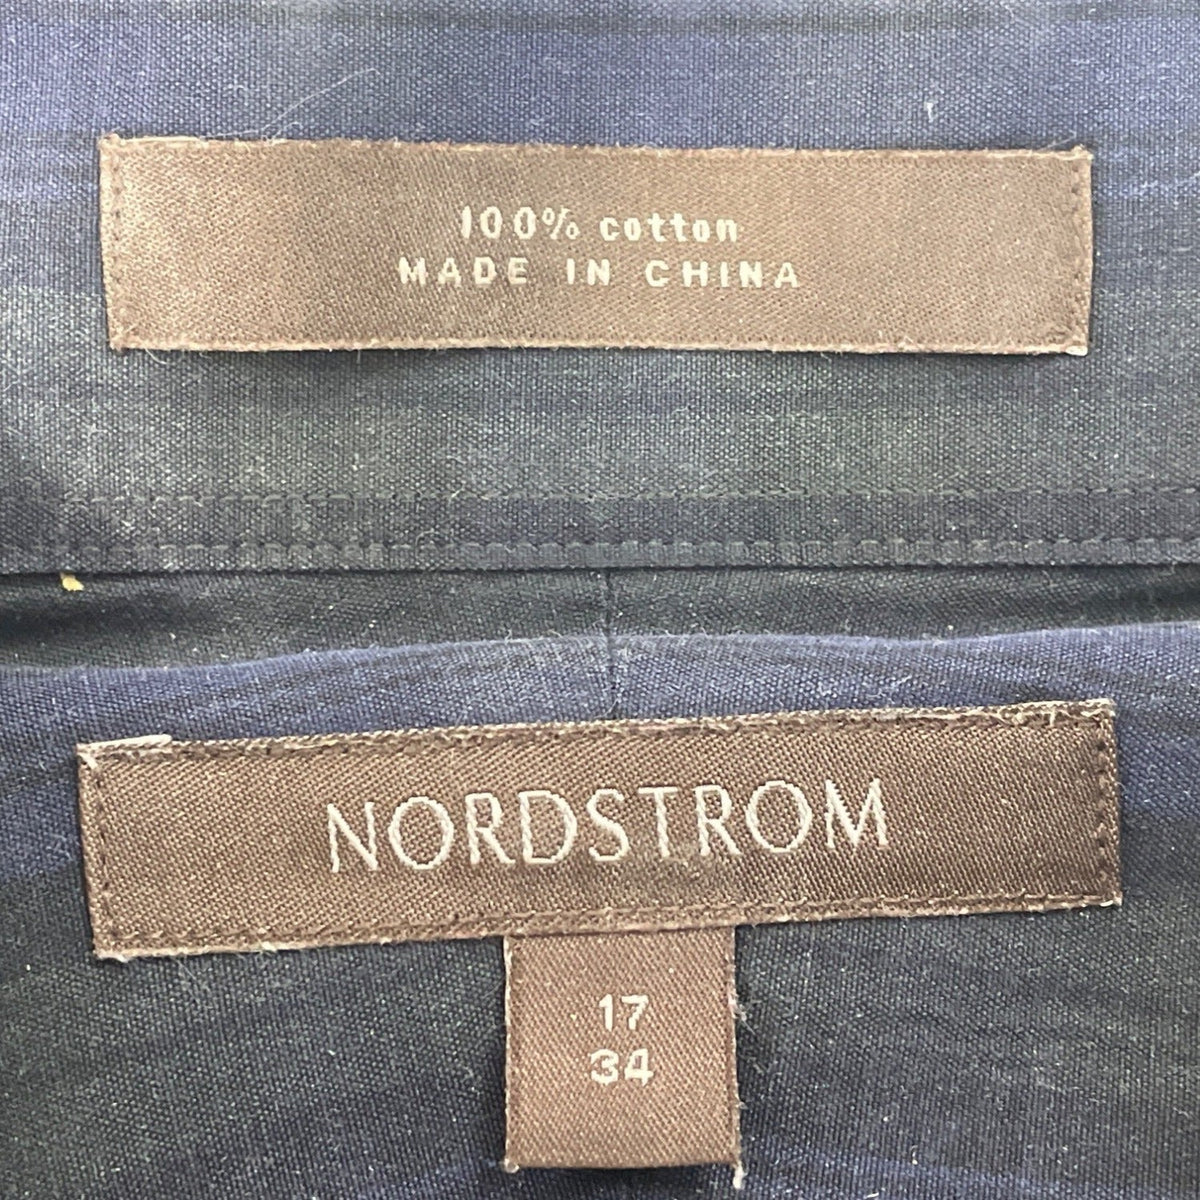 100% cotton
MADE IN CHINA
NORDSTROM
17
34